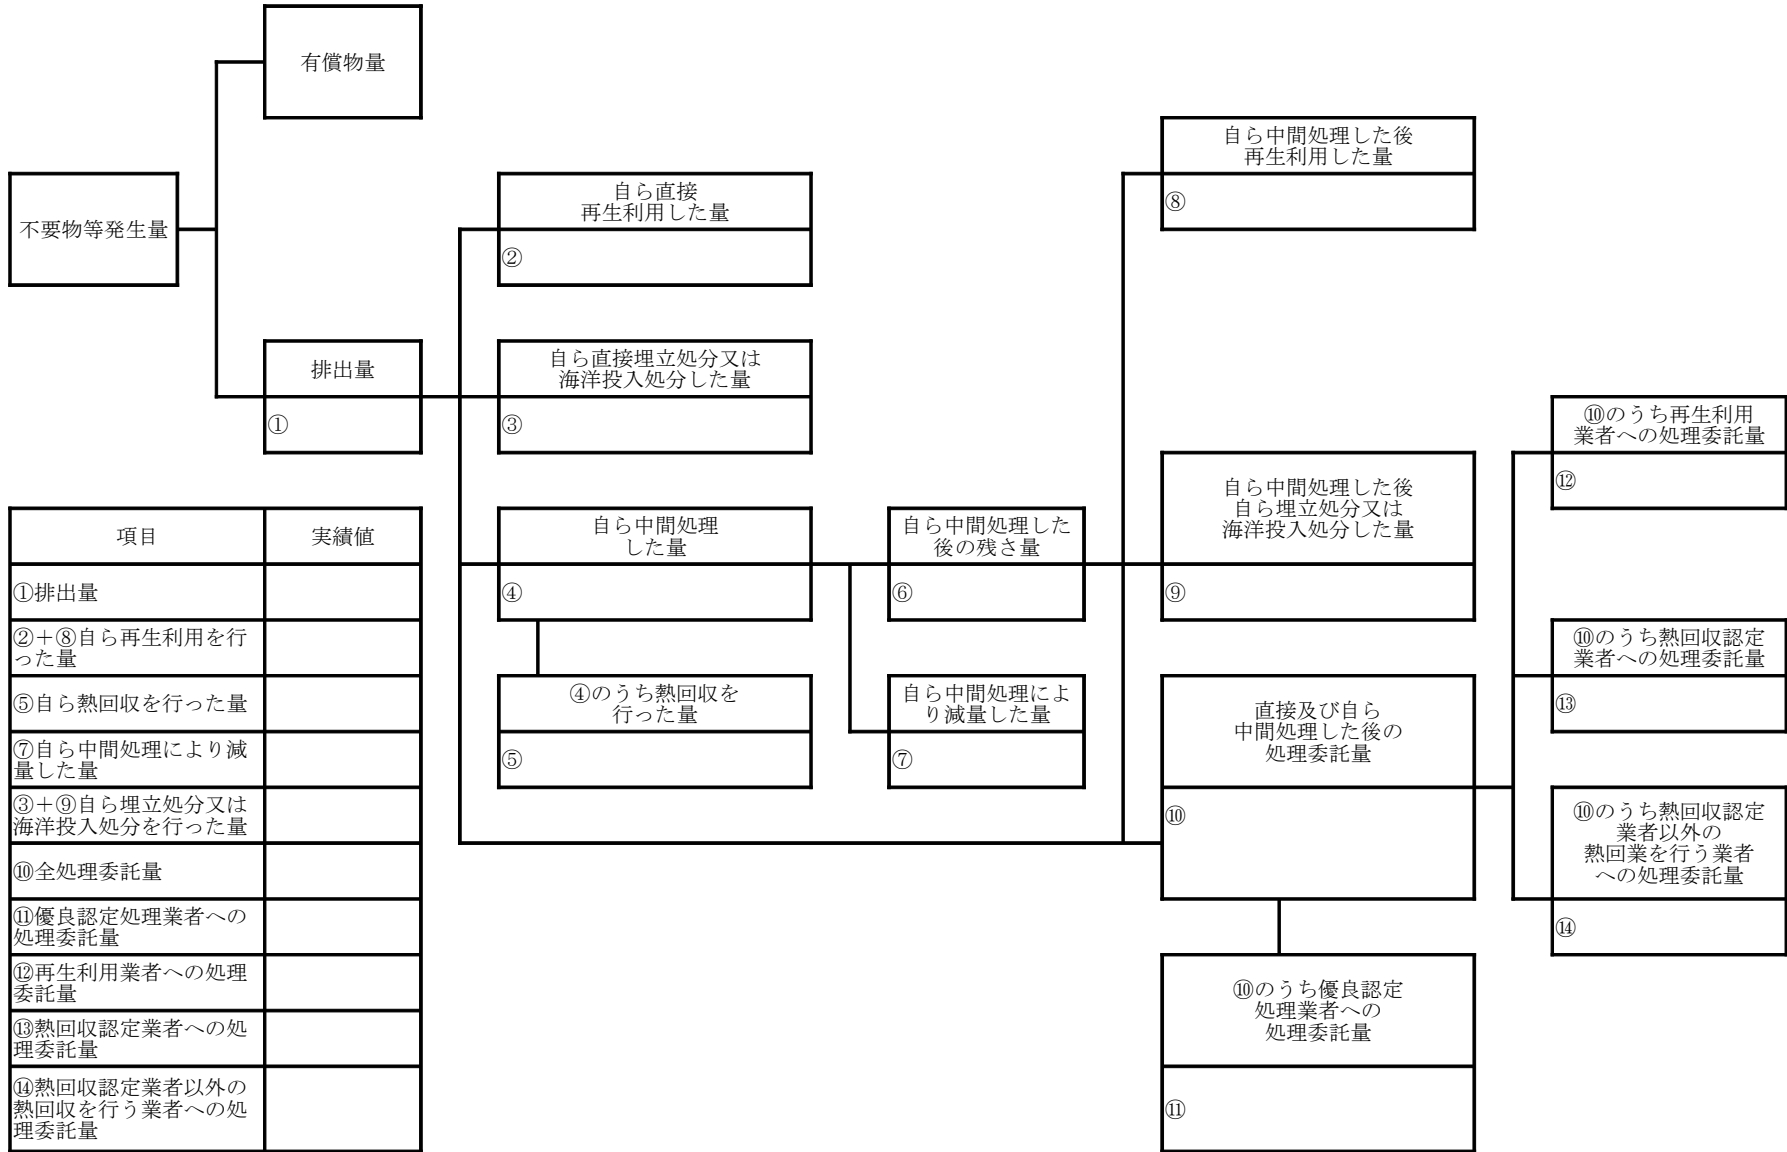 有償物量
不要物等発生量
排出量
①
自ら直接
再生利用した量
②
自ら直接埋立処分又は
海洋投入処分した量
③
自ら中間処理
した量
④
④のうち熱回収を
行った量
⑤
自ら中間処理した
後の残さ量
⑥
自ら中間処理によ
り減量した量
⑦
自ら中間処理した後
再生利用した量
⑧
自ら中間処理した後
自ら埋立処分又は
海洋投入処分した量
⑨
直接及び自ら
中間処理した後の
処理委託量
⑩
⑩のうち優良認定
処理業者への
処理委託量
⑪
⑩のうち再生利用
業者への処理委託量
⑫
⑩のうち熱回収認定
業者への処理委託量
⑬
⑩のうち熱回収認定
業者以外の
熱回業を行う業者
への処理委託量
⑭
項目 実績値
①排出量
②＋⑧自ら再生利用を行
った量
⑤自ら熱回収を行った量
⑦自ら中間処理により減
量した量
③＋⑨自ら埋立処分又は
海洋投入処分を行った量
⑩全処理委託量
⑪優良認定処理業者への
処理委託量
⑫再生利用業者への処理
委託量
⑬熱回収認定業者への処
理委託量
⑭熱回収認定業者以外の
熱回収を行う業者への処
理委託量